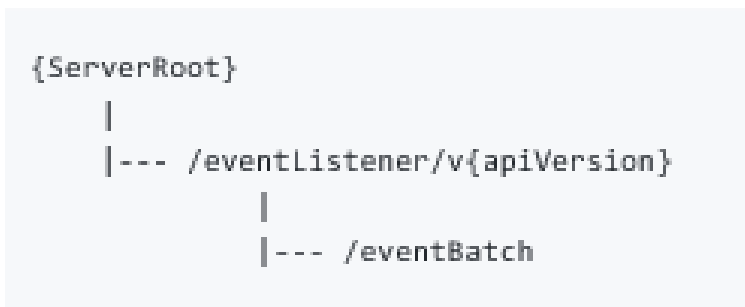 {ServerRoot}
|
|--- /eventListener/v{apiVersion}
|
|--- /eventBatch